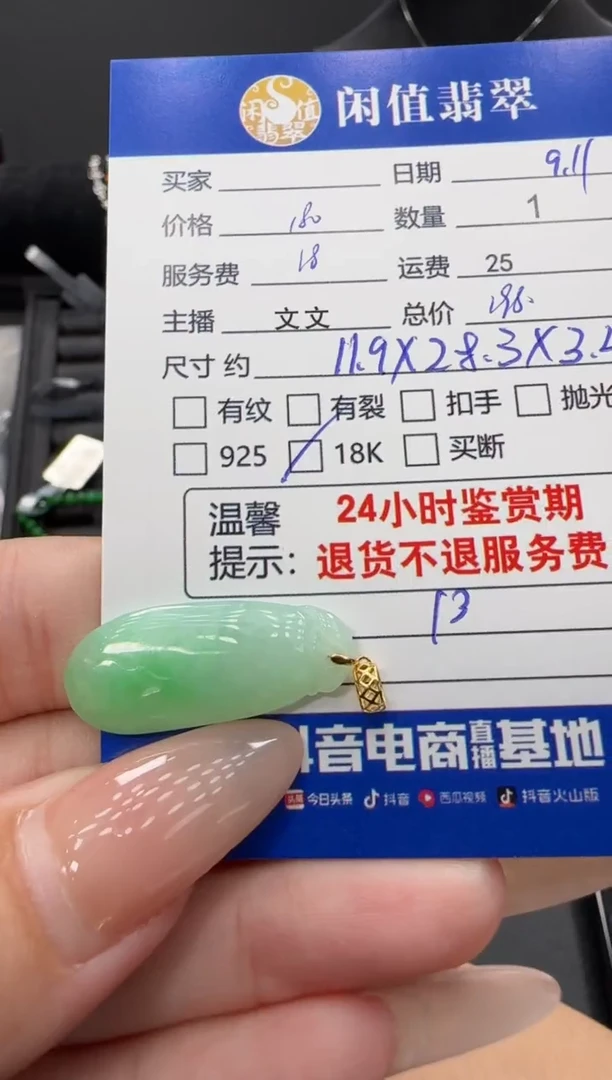 闲值翡翠 闲值翡翠
买家 日期 9.11
价格 180 数量 1
服务费 18 运费 25
主播 文文 总价 198.
尺寸 约 11.9X28.3X3.
有纹 有裂 扣手 抛光
925 18K 买断
温馨提示：
24小时鉴赏期
退货不退服务费
13
抖音电商直播基地
头条 今日头条 抖音 西瓜视频 抖音火山版